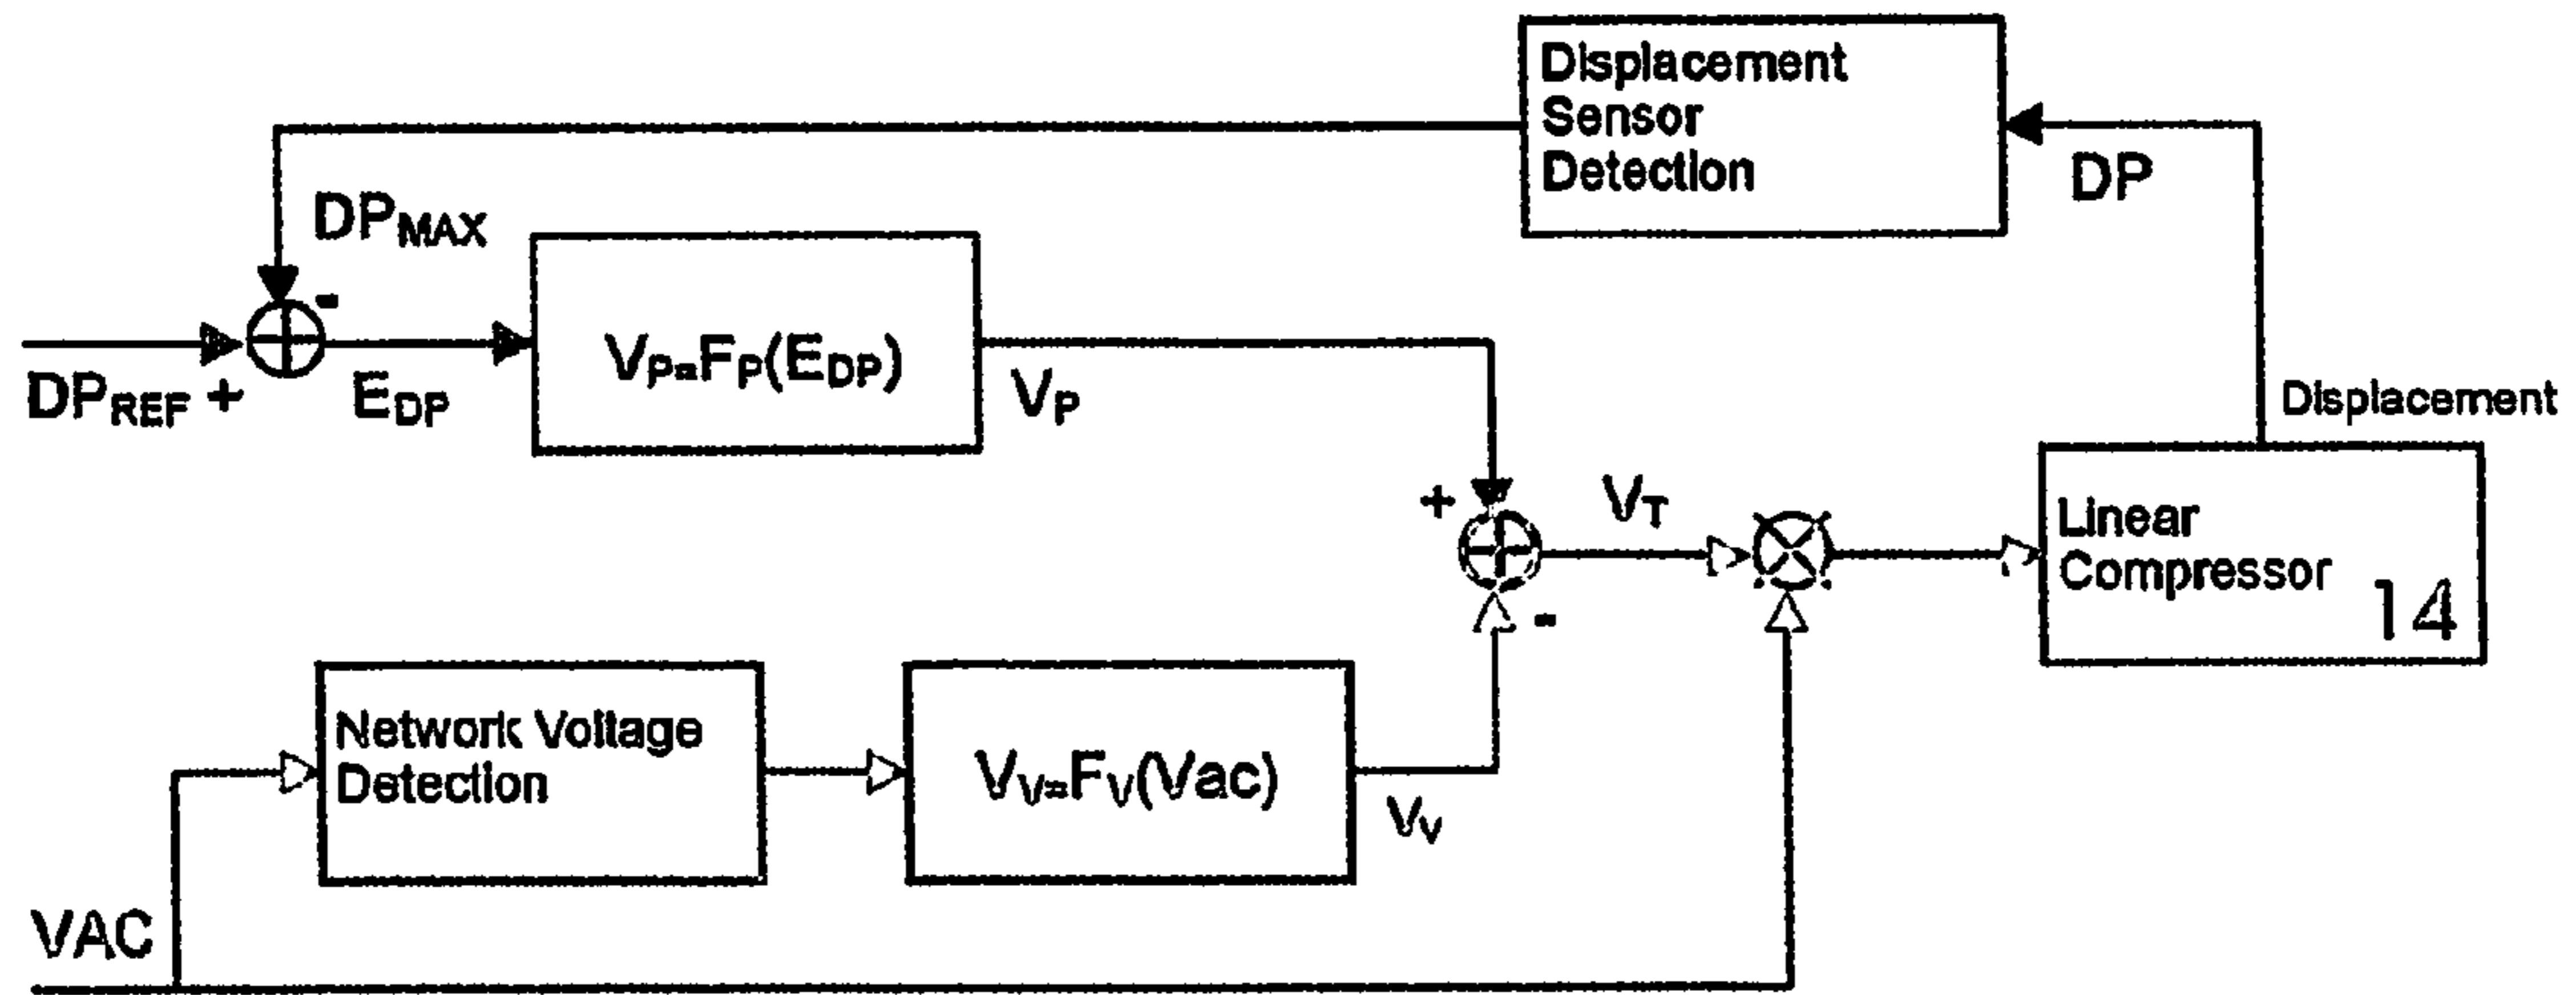 Displacement
Sensor
Detection
DP
DPMAX
-
DPREF +
EDP
VP=FP(EDP)
VP
Displacement
+
VT
Linear
Compressor
14
-
Network Voltage
Detection
VV=FV(Vac)
VV
VAC